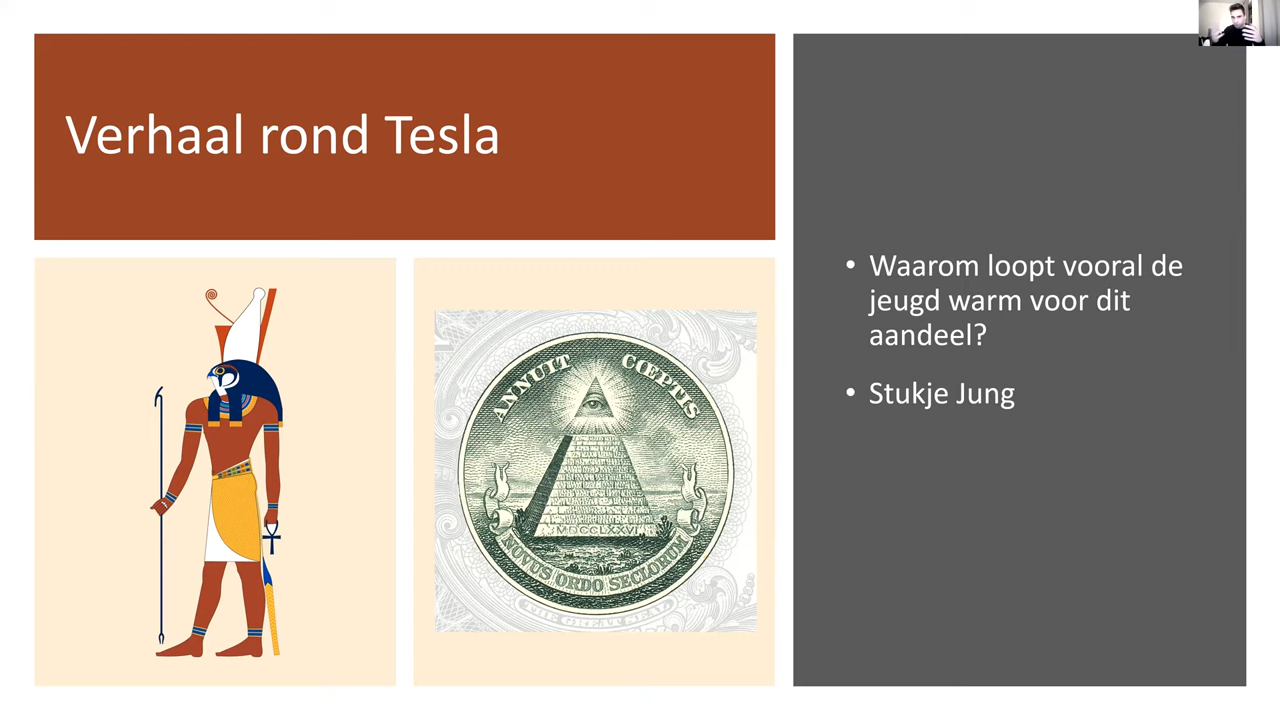 Verhaal rond Tesla
ANNUIT CŒPTIS
MDCCLXXVI
NOVUS ORDO SECLORUM
THE GREAT SEAL
• Waarom loopt vooral de
jeugd warm voor dit
aandeel?
• Stukje Jung